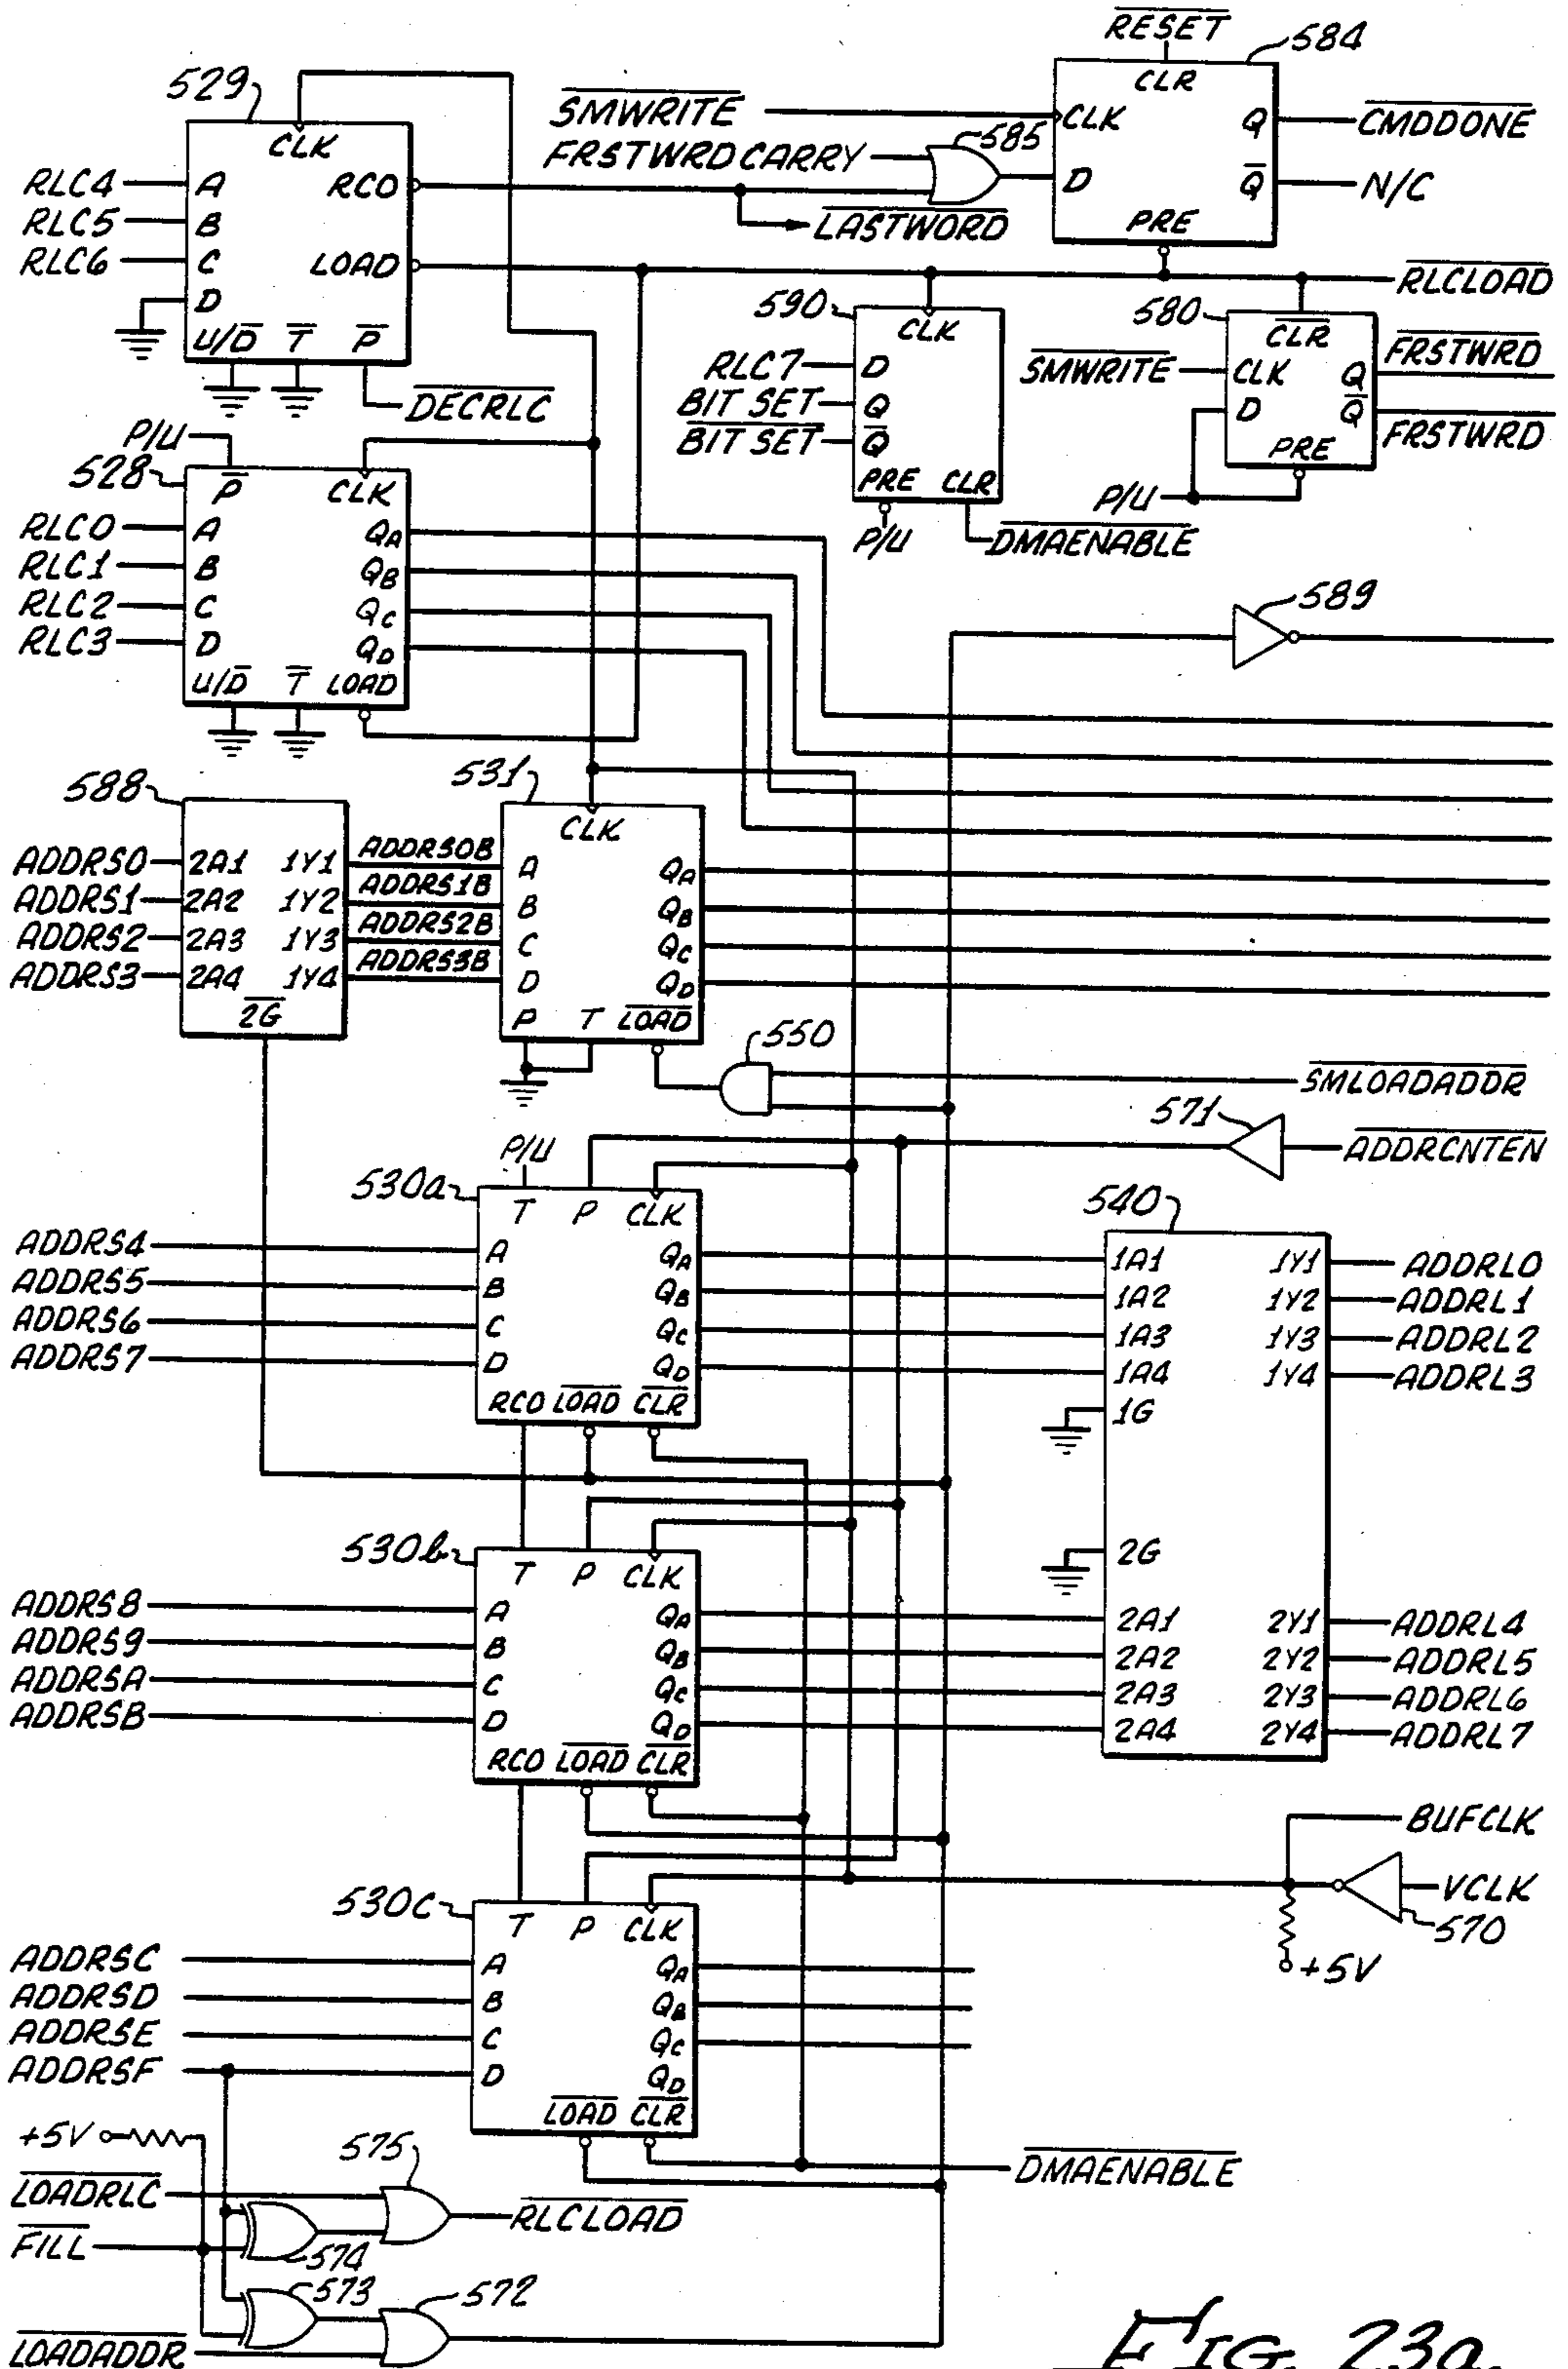 RESET
584
CLR
529
CLK
SMWRITE
CLK
Q
CMDDONE
FRSTWRD CARRY
585
RLC4
A
RCO
D
Q̅
N/C
RLC5
B
LASTWORD
PRE
RLC6
C
LOAD
RLCLOAD
D
590
CLK
580
CLR
FRSTWRD
U/D̅
T̅
P̅
RLC7
D
SMWRITE
CLK
Q
DECRLC
BIT SET
Q
D
Q̅
FRSTWRD
P/U
BIT SET
Q̅
PRE
528
P̅
CLK
PRE
CLR
P/U
RLC0
A
QA
P/U
DMAENABLE
RLC1
B
QB
RLC2
C
QC
589
RLC3
D
QD
U/D̅
T̅
LOAD
588
531
CLK
ADDRS0
2A1
1Y1
ADDRS0B
A
QA
ADDRS1
2A2
1Y2
ADDRS1B
B
QB
ADDRS2
2A3
1Y3
ADDRS2B
C
QC
ADDRS3
2A4
1Y4
ADDRS3B
D
QD
2G
P
T
LOAD
550
SMLOADADDR
571
P/U
ADDRCNTEN
530a
T
P
CLK
540
ADDRS4
A
QA
1A1
1Y1
ADDRL0
ADDRS5
B
QB
1A2
1Y2
ADDRL1
ADDRS6
C
QC
1A3
1Y3
ADDRL2
ADDRS7
D
QD
1A4
1Y4
ADDRL3
RCO
LOAD
CLR
1G
530b
T
P
CLK
2G
ADDRS8
A
QA
2A1
2Y1
ADDRL4
ADDRS9
B
QB
2A2
2Y2
ADDRL5
ADDRSA
C
QC
2A3
2Y3
ADDRL6
ADDRSB
D
QD
2A4
2Y4
ADDRL7
RCO
LOAD
CLR
BUFCLK
530c
T
P
CLK
VCLK
570
ADDRSC
A
QA
+5V
ADDRSD
B
QB
ADDRSE
C
QC
ADDRSF
D
QD
LOAD
CLR
+5V
575
DMAENABLE
LOADRLC
RLCLOAD
FILL
574
573
572
LOADADDR
FIG. 23a.